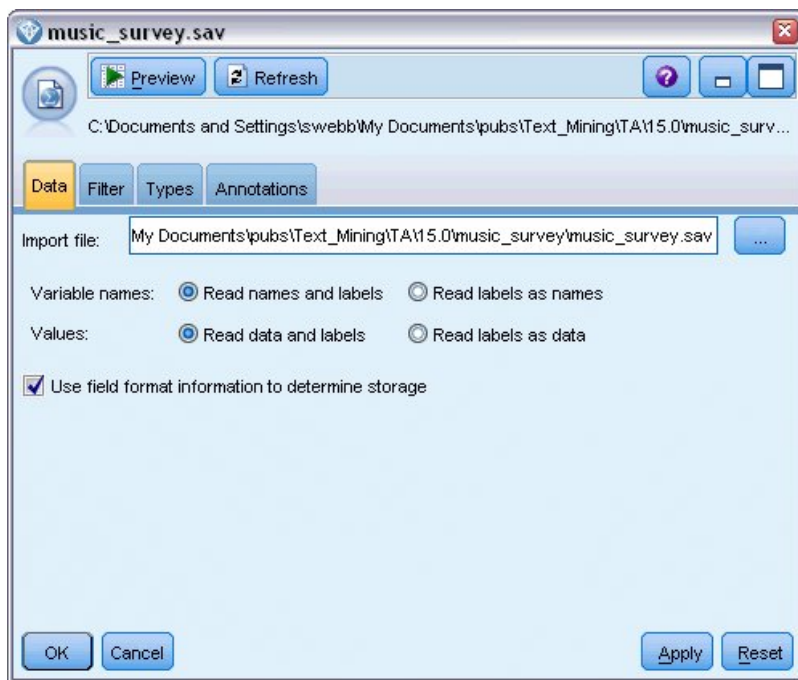 music_survey.sav
Preview Refresh
C:\Documents and Settings\swebb\My Documents\pubs\Text_Mining\TA\15.0\music_surv...
Data Filter Types Annotations
Import file: My Documents\pubs\Text_Mining\TA\15.0\music_survey\music_survey.sav ...
Variable names: Read names and labels Read labels as names
Values: Read data and labels Read labels as data
Use field format information to determine storage
OK Cancel Apply Reset